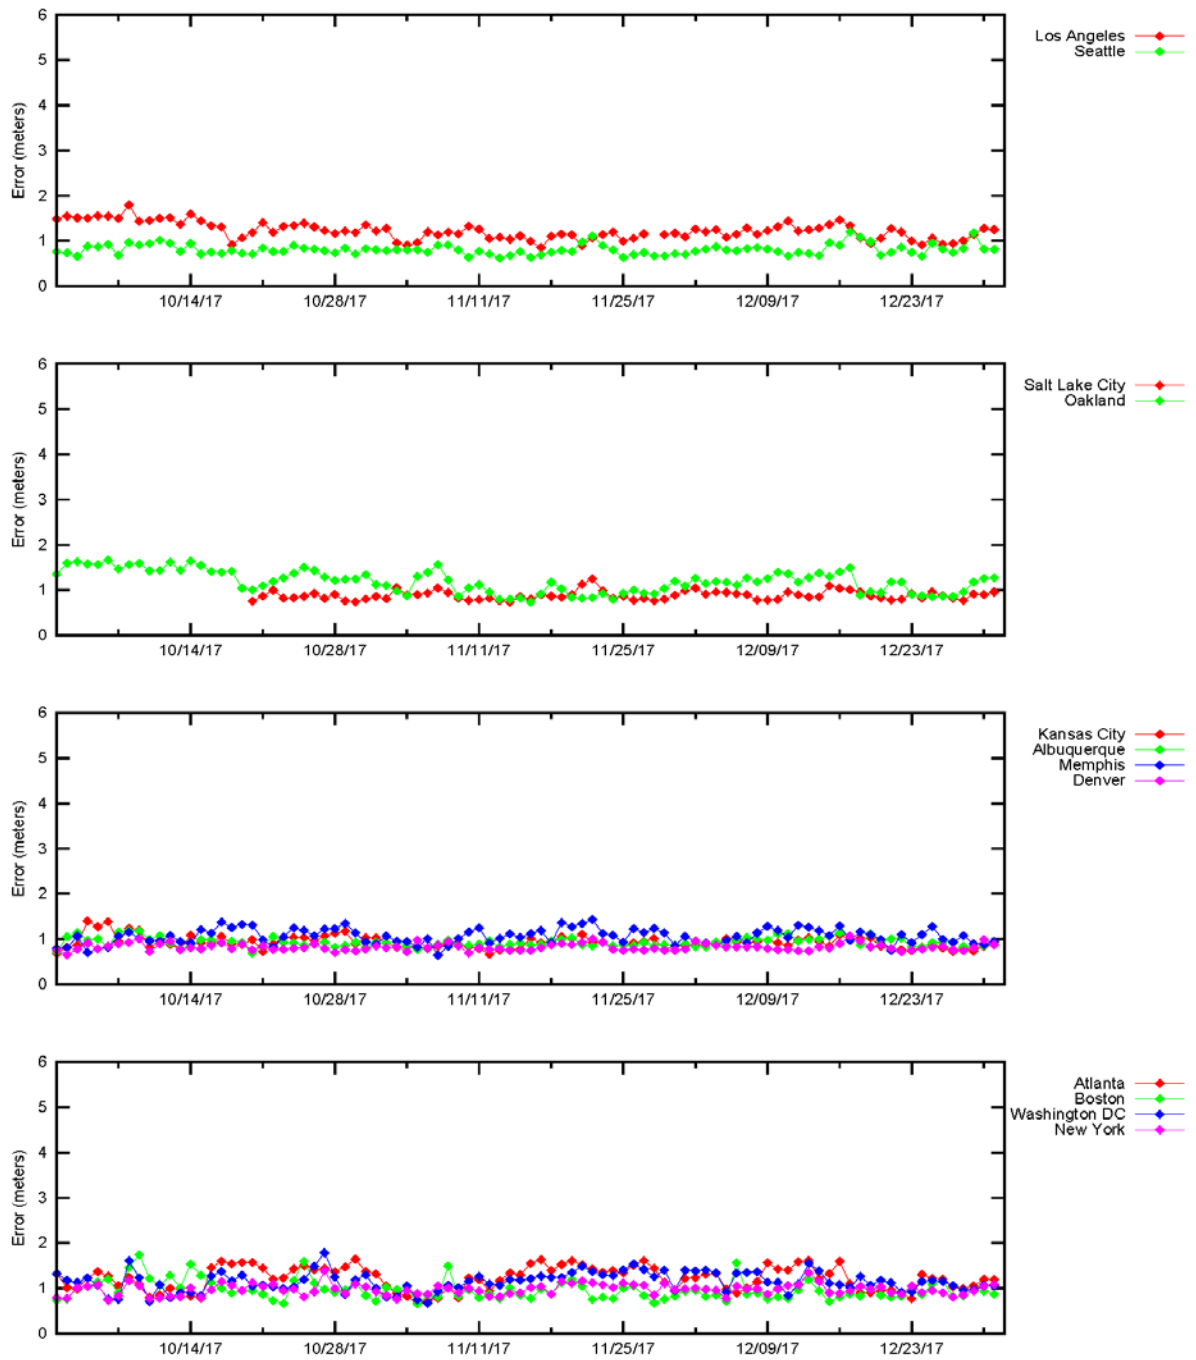 6
5
4
3
2
1
0
Error (meters)
10/14/17 10/28/17 11/11/17 11/25/17 12/09/17 12/23/17
Los Angeles
Seattle
6
5
4
3
2
1
0
Error (meters)
10/14/17 10/28/17 11/11/17 11/25/17 12/09/17 12/23/17
Salt Lake City
Oakland
6
5
4
3
2
1
0
Error (meters)
10/14/17 10/28/17 11/11/17 11/25/17 12/09/17 12/23/17
Kansas City
Albuquerque
Memphis
Denver
6
5
4
3
2
1
0
Error (meters)
10/14/17 10/28/17 11/11/17 11/25/17 12/09/17 12/23/17
Atlanta
Boston
Washington DC
New York